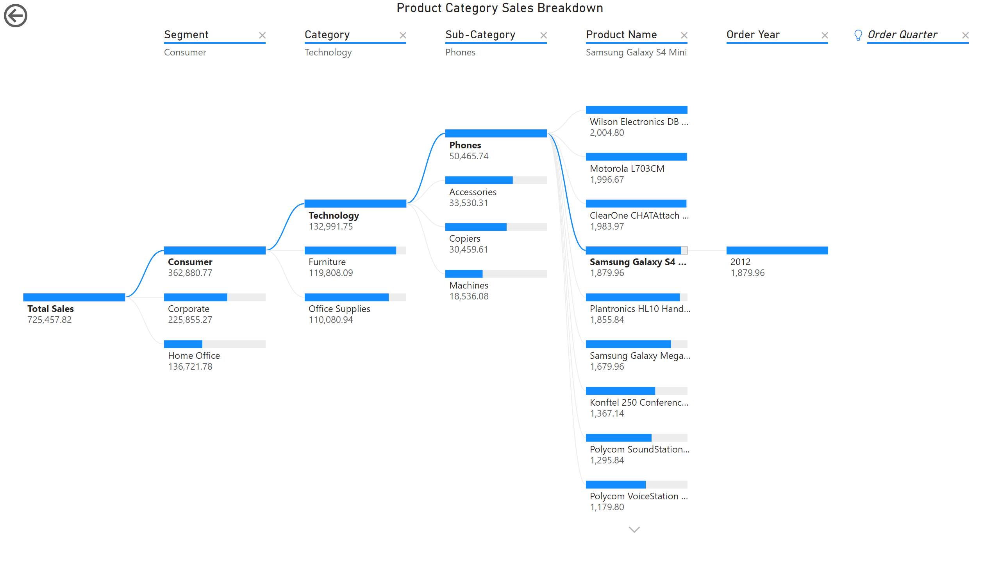 Product Category Sales Breakdown
Segment
Category
Sub-Category
Product Name
Order Year
Order Quarter
Consumer
Technology
Phones
Samsung Galaxy S4 Mini
Total Sales
725,457.82
Consumer
362,880.77
Corporate
225,855.27
Home Office
136,721.78
Technology
132,991.75
Furniture
119,808.09
Office Supplies
110,080.94
Phones
50,465.74
Accessories
33,530.31
Copiers
30,459.61
Machines
18,536.08
Wilson Electronics DB ...
2,004.80
Motorola L703CM
1,996.67
ClearOne CHATAttach ...
1,983.97
Samsung Galaxy S4 ...
1,879.96
Plantronics HL10 Hand...
1,855.84
Samsung Galaxy Mega...
1,679.96
Konftel 250 Conferenc...
1,367.14
Polycom SoundStation...
1,295.84
Polycom VoiceStation ...
1,179.80
2012
1,879.96